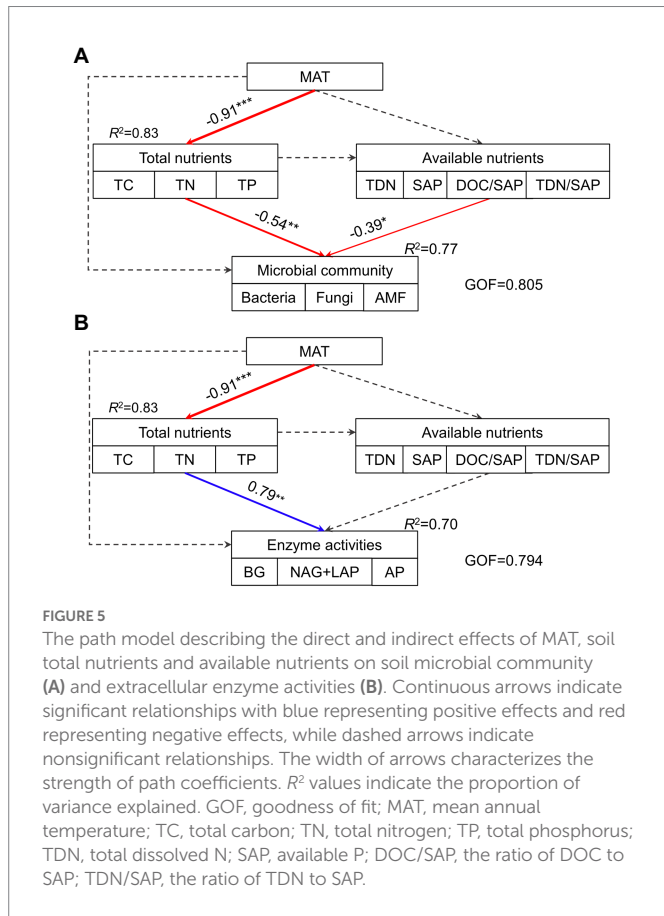 A
MAT
-0.91***
R²=0.83
Total nutrients
Available nutrients
TC TN TP
TDN SAP DOC/SAP TDN/SAP
-0.54**
-0.39*
R²=0.77
Microbial community
Bacteria Fungi AMF
GOF=0.805
B
MAT
-0.91***
R²=0.83
Total nutrients
Available nutrients
TC TN TP
TDN SAP DOC/SAP TDN/SAP
0.79**
R²=0.70
Enzyme activities
BG NAG+LAP AP
GOF=0.794
FIGURE 5
The path model describing the direct and indirect effects of MAT, soil
total nutrients and available nutrients on soil microbial community
(A) and extracellular enzyme activities (B). Continuous arrows indicate
significant relationships with blue representing positive effects and red
representing negative effects, while dashed arrows indicate
nonsignificant relationships. The width of arrows characterizes the
strength of path coefficients. R² values indicate the proportion of
variance explained. GOF, goodness of fit; MAT, mean annual
temperature; TC, total carbon; TN, total nitrogen; TP, total phosphorus;
TDN, total dissolved N; SAP, available P; DOC/SAP, the ratio of DOC to
SAP; TDN/SAP, the ratio of TDN to SAP.